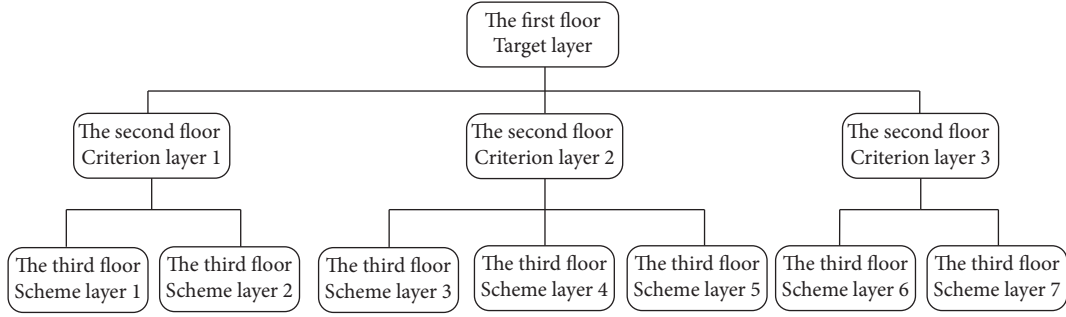 The first floor
Target layer
The second floor
Criterion layer 1
The second floor
Criterion layer 2
The second floor
Criterion layer 3
The third floor
Scheme layer 1
The third floor
Scheme layer 2
The third floor
Scheme layer 3
The third floor
Scheme layer 4
The third floor
Scheme layer 5
The third floor
Scheme layer 6
The third floor
Scheme layer 7